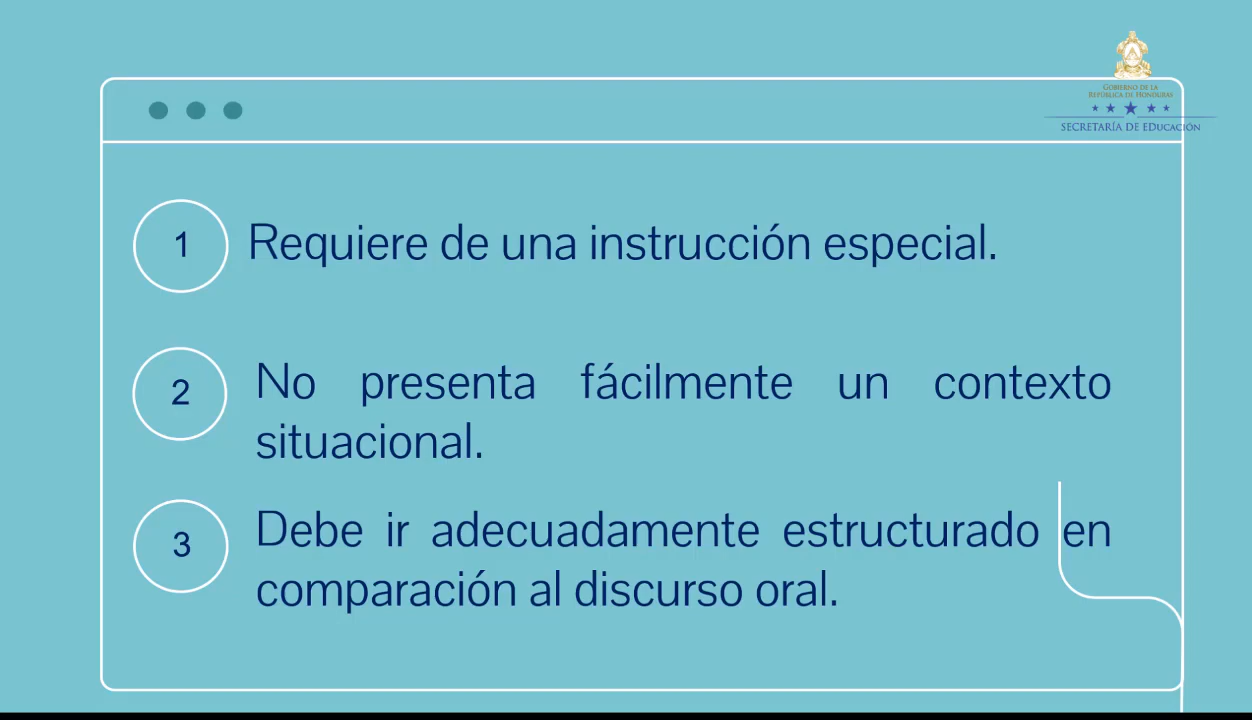 GOBIERNO DE LA
REPÚBLICA DE HONDURAS
SECRETARÍA DE EDUCACIÓN
1 Requiere de una instrucción especial.
2 No presenta fácilmente un contexto
situacional.
3 Debe ir adecuadamente estructurado en
comparación al discurso oral.